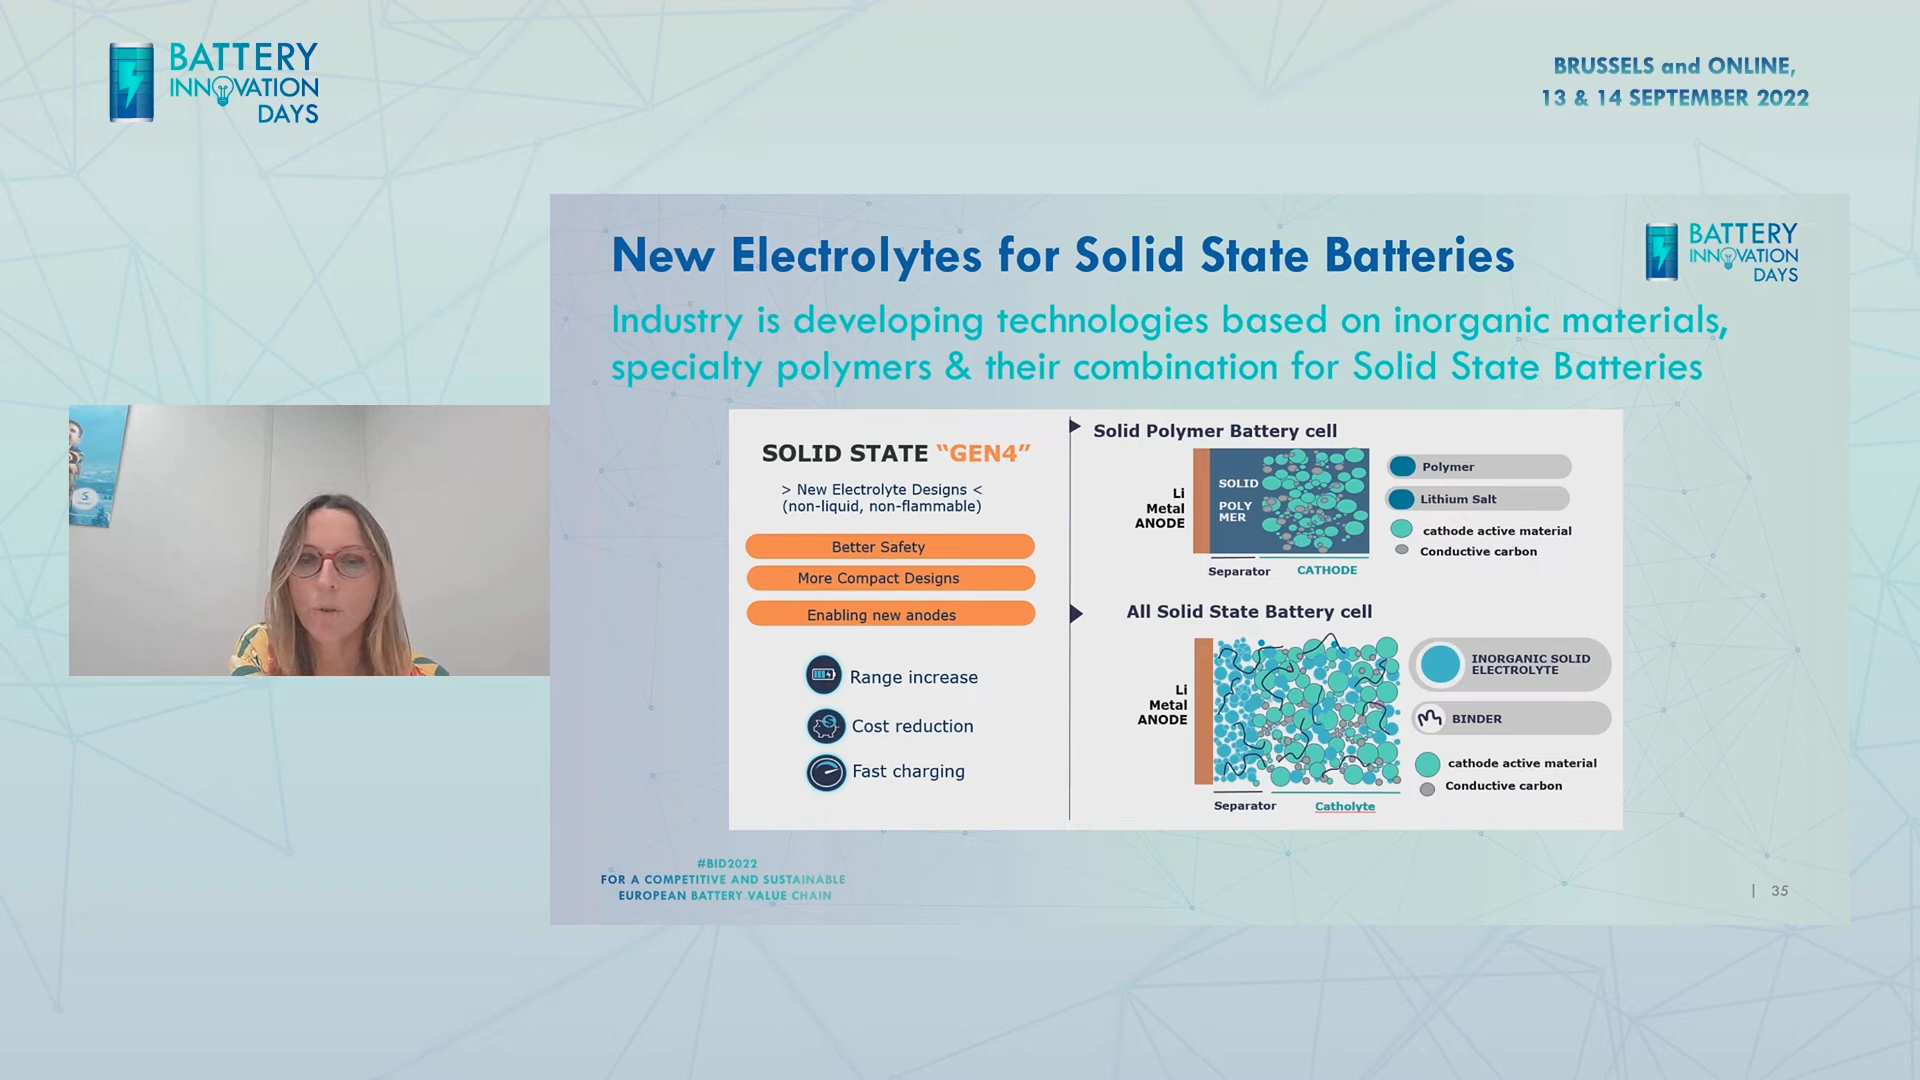 BATTERY
INNOVATION
DAYS
BRUSSELS and ONLINE,
13 & 14 SEPTEMBER 2022
New Electrolytes for Solid State Batteries
BATTERY
INNOVATION
DAYS
Industry is developing technologies based on inorganic materials,
specialty polymers & their combination for Solid State Batteries
SOLID STATE “GEN4”
> New Electrolyte Designs <
(non-liquid, non-flammable)
Better Safety
More Compact Designs
Enabling new anodes
Range increase
Cost reduction
Fast charging
Solid Polymer Battery cell
Li
Metal
ANODE
SOLID
POLY
MER
Separator
CATHODE
Polymer
Lithium Salt
cathode active material
Conductive carbon
All Solid State Battery cell
Li
Metal
ANODE
Separator
Catholyte
INORGANIC SOLID
ELECTROLYTE
BINDER
cathode active material
Conductive carbon
#BID2022
FOR A COMPETITIVE AND SUSTAINABLE
EUROPEAN BATTERY VALUE CHAIN
| 35